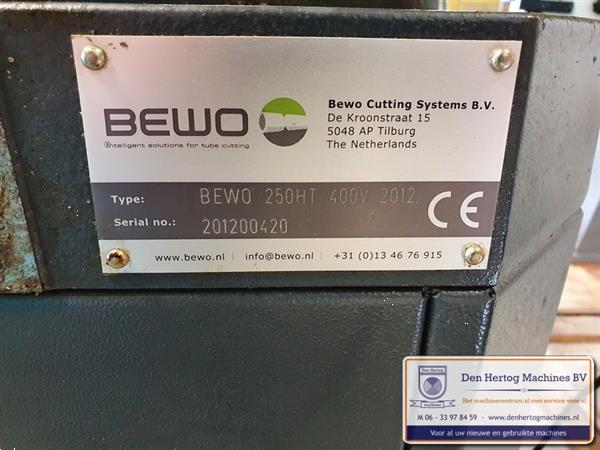 BEWO
Intelligent solutions for tube cutting
Bewo Cutting Systems B.V.
De Kroonstraat 15
5048 AP Tilburg
The Netherlands
Type: BEWO 250HT 400V 2012
Serial no.: 201200420
CE
www.bewo.nl | info@bewo.nl | +31 (0)13 46 76 915
Den Hertog Machines BV
Het machinecentrum.nl met service voor u!
M 06 - 33 97 84 59 - www.denhertogmachines.nl
Voor al uw nieuwe en gebruikte machines